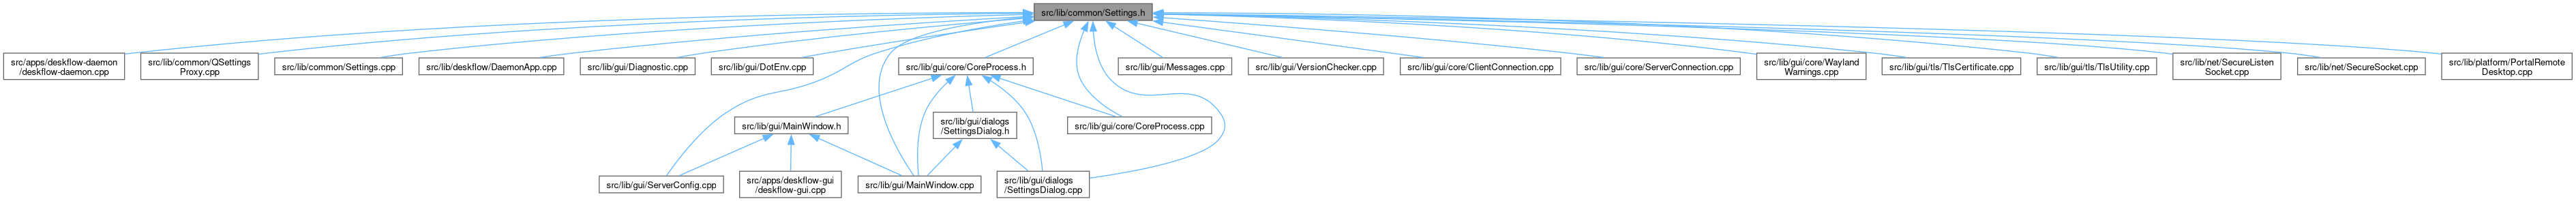 src/lib/common/Settings.h
src/apps/deskflow-daemon
/deskflow-daemon.cpp
src/lib/common/QSettings
Proxy.cpp
src/lib/common/Settings.cpp
src/lib/deskflow/DaemonApp.cpp
src/lib/gui/Diagnostic.cpp
src/lib/gui/DotEnv.cpp
src/lib/gui/core/CoreProcess.h
src/lib/gui/Messages.cpp
src/lib/gui/VersionChecker.cpp
src/lib/gui/core/ClientConnection.cpp
src/lib/gui/core/ServerConnection.cpp
src/lib/gui/core/Wayland
Warnings.cpp
src/lib/gui/tls/TlsCertificate.cpp
src/lib/gui/tls/TlsUtility.cpp
src/lib/net/SecureListen
Socket.cpp
src/lib/net/SecureSocket.cpp
src/lib/platform/PortalRemote
Desktop.cpp
src/lib/gui/MainWindow.h
src/lib/gui/dialogs
/SettingsDialog.h
src/lib/gui/core/CoreProcess.cpp
src/lib/gui/ServerConfig.cpp
src/apps/deskflow-gui
/deskflow-gui.cpp
src/lib/gui/MainWindow.cpp
src/lib/gui/dialogs
/SettingsDialog.cpp